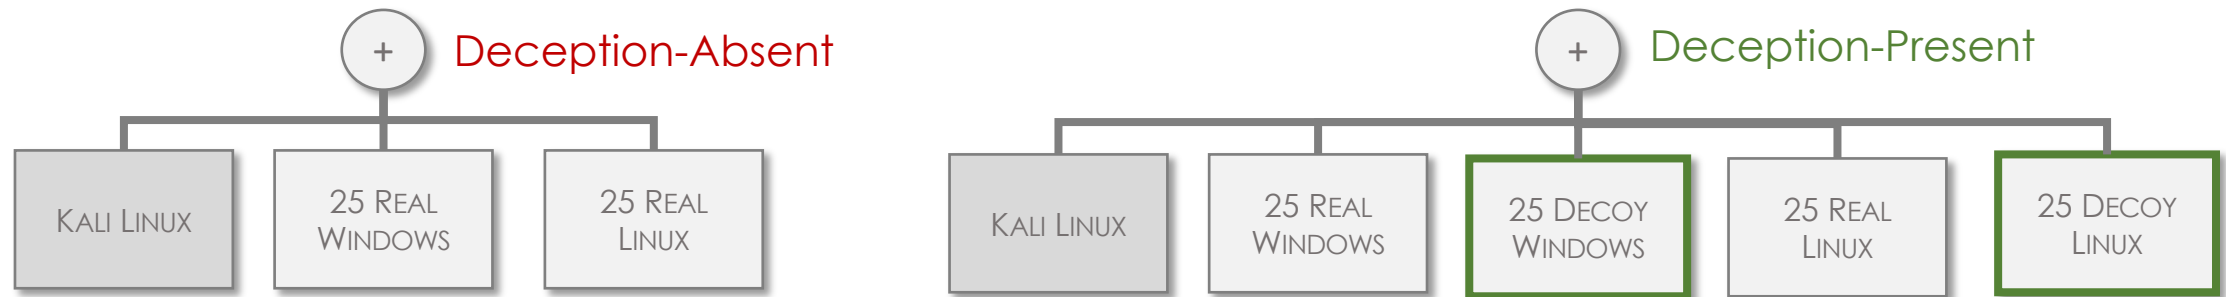 +
Deception-Absent
KALI LINUX
25 REAL
WINDOWS
25 REAL
LINUX
+
Deception-Present
KALI LINUX
25 REAL
WINDOWS
25 DECOY
WINDOWS
25 REAL
LINUX
25 DECOY
LINUX